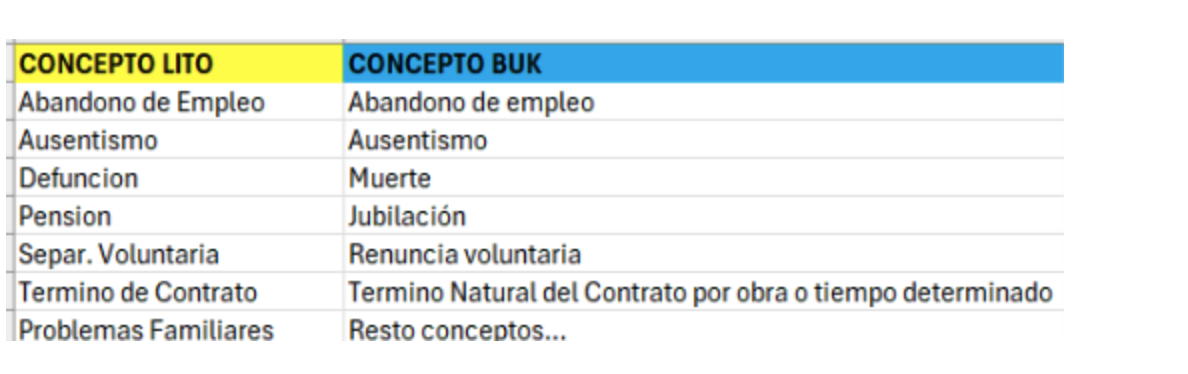 CONCEPTO LITO CONCEPTO BUK
Abandono de Empleo Abandono de empleo
Ausentismo Ausentismo
Defuncion Muerte
Pension Jubilación
Separ. Voluntaria Renuncia voluntaria
Termino de Contrato Termino Natural del Contrato por obra o tiempo determinado
Problemas Familiares Resto conceptos...